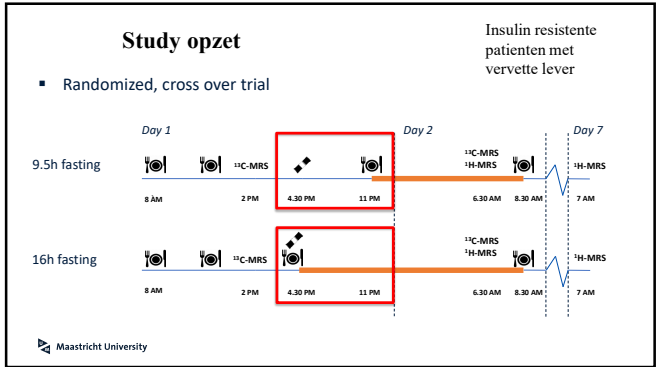 Study opzet
Insulin resistente
patienten met
vervette lever
▪ Randomized, cross over trial
Day 1 Day 2 Day 7
9.5h fasting
¹³C-MRS ¹³C-MRS
¹H-MRS ¹H-MRS
8 AM 2 PM 4.30 PM 11 PM 6.30 AM 8.30 AM 7 AM
16h fasting
¹³C-MRS ¹³C-MRS
¹H-MRS ¹H-MRS
8 AM 2 PM 4.30 PM 11 PM 6.30 AM 8.30 AM 7 AM
Maastricht University